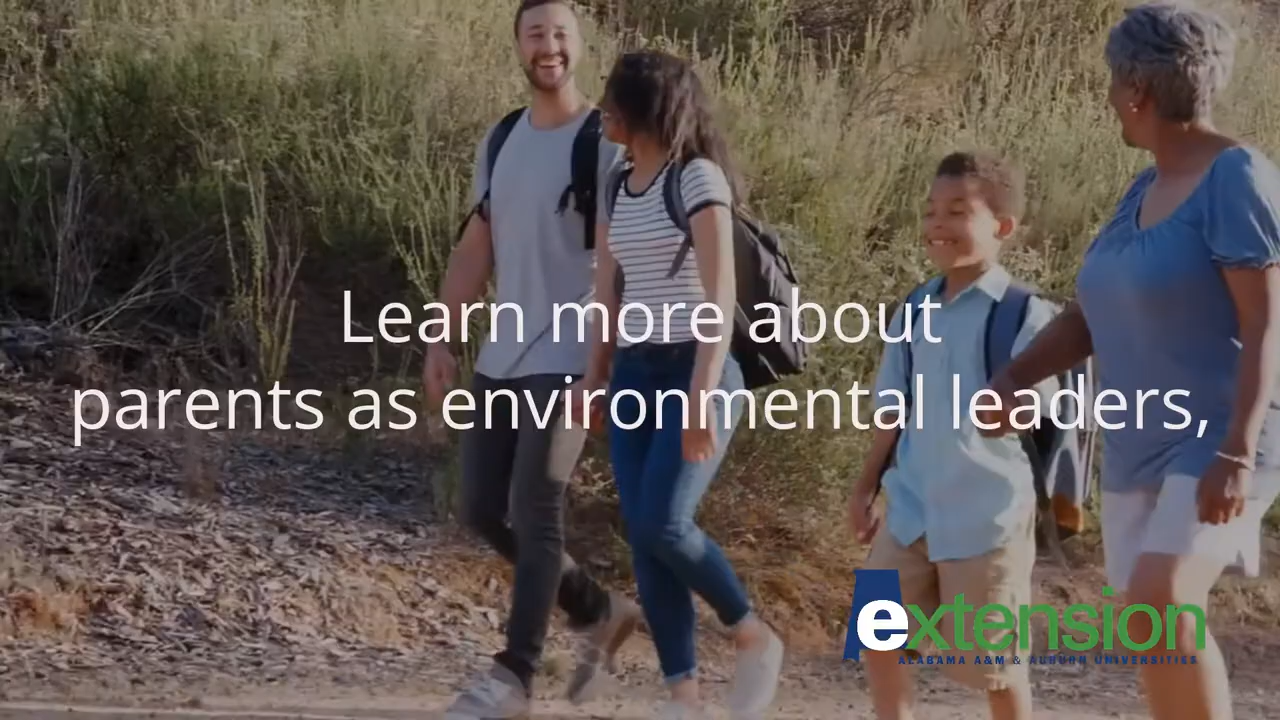 Learn more about
parents as environmental leaders,
extension
ALABAMA A&M & AUBURN UNIVERSITIES